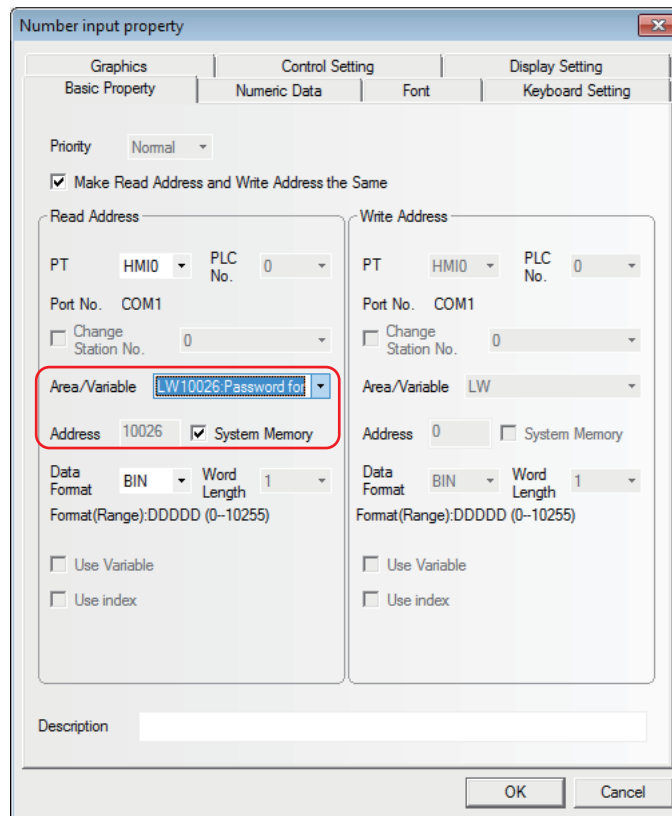 Number input property
Graphics Control Setting Display Setting
Basic Property Numeric Data Font Keyboard Setting
Priority Normal
Make Read Address and Write Address the Same
Read Address
PT HMI0 PLC No. 0
Port No. COM1
Change Station No. 0
Area/Variable LW10026:Password for
Address 10026 System Memory
Data Format BIN Word Length 1
Format(Range):DDDDD (0--10255)
Use Variable
Use index
Write Address
PT HMI0 PLC No. 0
Port No. COM1
Change Station No. 0
Area/Variable LW
Address 0 System Memory
Data Format BIN Word Length 1
Format(Range):DDDDD (0--10255)
Use Variable
Use index
Description
OK Cancel